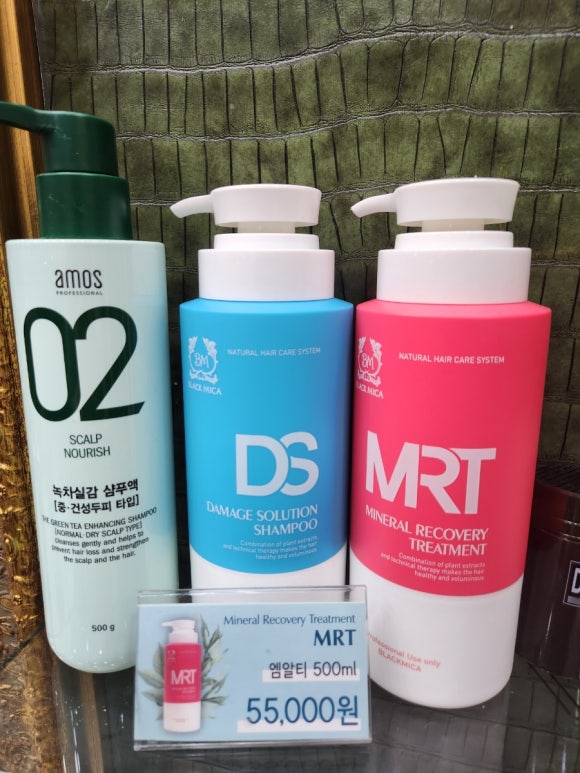 amos
PROFESSIONAL
02
SCALP
NOURISH
녹차실감 샴푸액
[중·건성두피 타입]
THE GREEN TEA ENHANCING SHAMPOO
[NORMAL-DRY SCALP TYPE]
cleanses gently and helps to
prevent hair loss and strengthen
the scalp and the hair.
500 g
BM
BLACK MICA
NATURAL HAIR CARE SYSTEM
DS
DAMAGE SOLUTION
SHAMPOO
Combination of plant extracts
and technical therapy makes the hair
healthy and voluminous
BM
BLACK MICA
NATURAL HAIR CARE SYSTEM
MRT
MINERAL RECOVERY
TREATMENT
Combination of plant extracts
and technical therapy makes the hair
healthy and voluminous
Professional Use only
BLACKMICA
Mineral Recovery Treatment
MRT
엠알티 500ml
55,000원
MRT